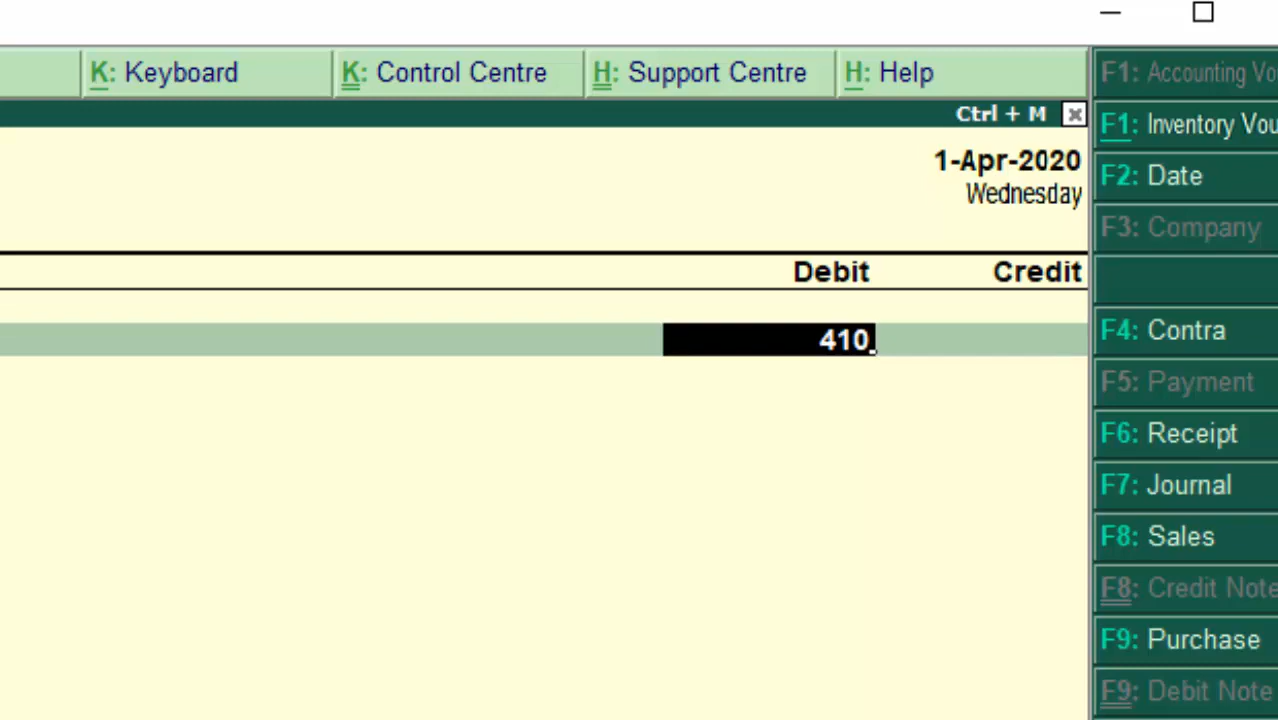 K: Keyboard K: Control Centre H: Support Centre H: Help
Ctrl + M
1-Apr-2020
Wednesday
Debit Credit
410
F1: Accounting Vo
F1: Inventory Vou
F2: Date
F3: Company
F4: Contra
F5: Payment
F6: Receipt
F7: Journal
F8: Sales
F8: Credit Note
F9: Purchase
F9: Debit Note